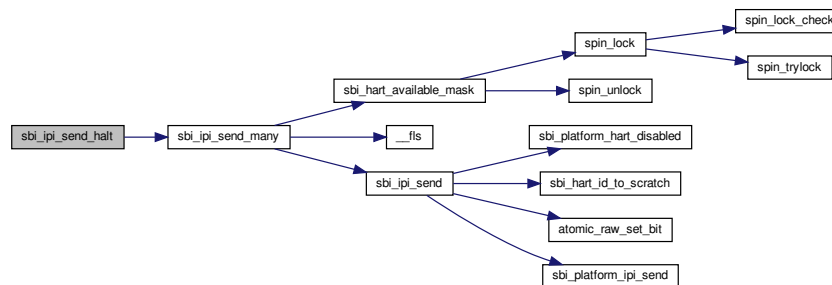 spin_lock_check
spin_lock
spin_trylock
sbi_hart_available_mask
spin_unlock
sbi_ipi_send_halt
sbi_ipi_send_many
__fls
sbi_platform_hart_disabled
sbi_ipi_send
sbi_hart_id_to_scratch
atomic_raw_set_bit
sbi_platform_ipi_send